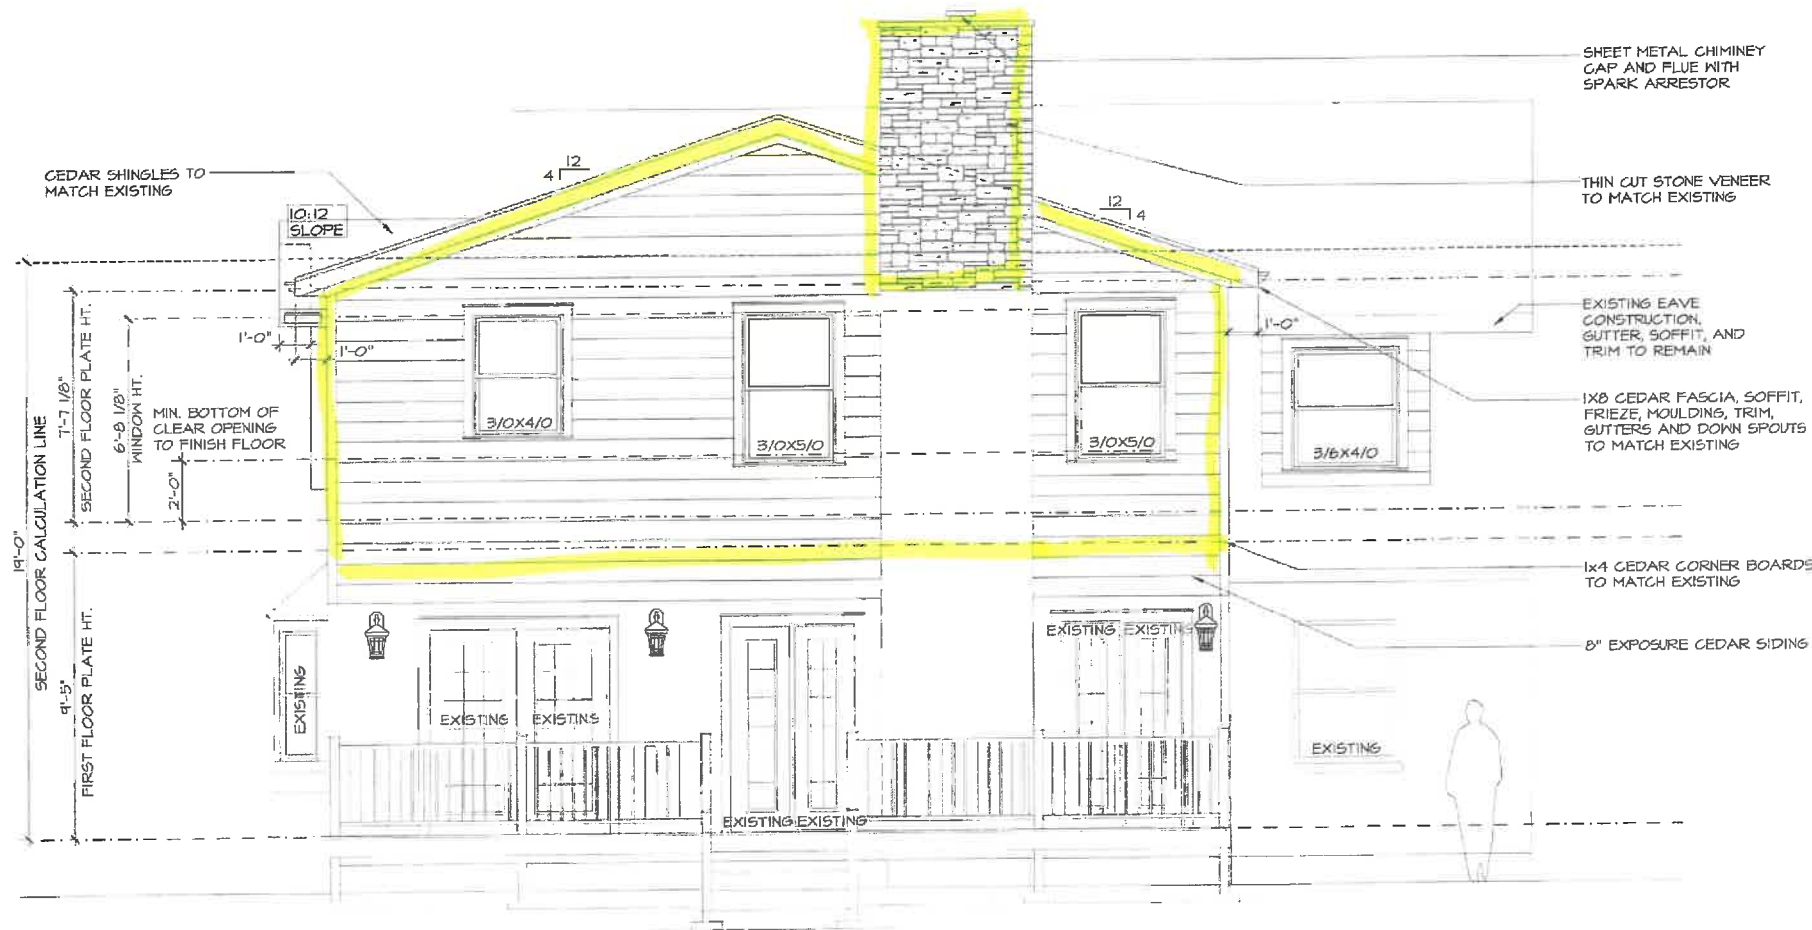 SHEET METAL CHIMINEY
CAP AND FLUE WITH
SPARK ARRESTOR
CEDAR SHINGLES TO
MATCH EXISTING
12
4
THIN CUT STONE VENEER
TO MATCH EXISTING
12
4
10:12
SLOPE
EXISTING EAVE
CONSTRUCTION,
GUTTER, SOFFIT, AND
TRIM TO REMAIN
1'-0"
1'-0"
1'-0"
1X8 CEDAR FASCIA, SOFFIT,
FRIEZE, MOULDING, TRIM,
GUTTERS AND DOWN SPOUTS
TO MATCH EXISTING
19'-0"
SECOND FLOOR CALCULATION LINE
7'-7 1/8"
SECOND FLOOR PLATE HT.
6'-8 1/8"
WINDOW HT.
MIN. BOTTOM OF
CLEAR OPENING
TO FINISH FLOOR
2'-0"
3/0X4/0
3/0X5/0
3/0X5/0
3/6X4/0
1x4 CEDAR CORNER BOARDS
TO MATCH EXISTING
9'-5"
FIRST FLOOR PLATE HT.
8" EXPOSURE CEDAR SIDING
EXISTING EXISTING
EXISTING
EXISTING EXISTINS
EXISTING
EXISTING EXISTING